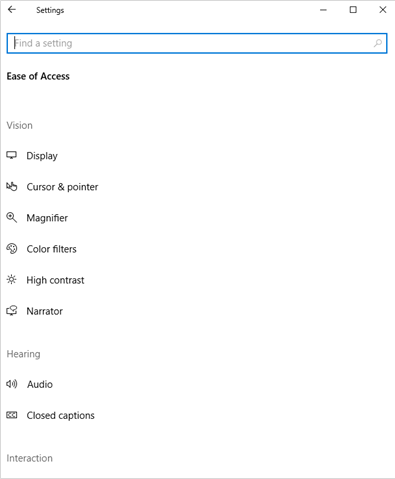 Settings
Find a setting
Ease of Access
Vision
Display
Cursor & pointer
Magnifier
Color filters
High contrast
Narrator
Hearing
Audio
Closed captions
Interaction